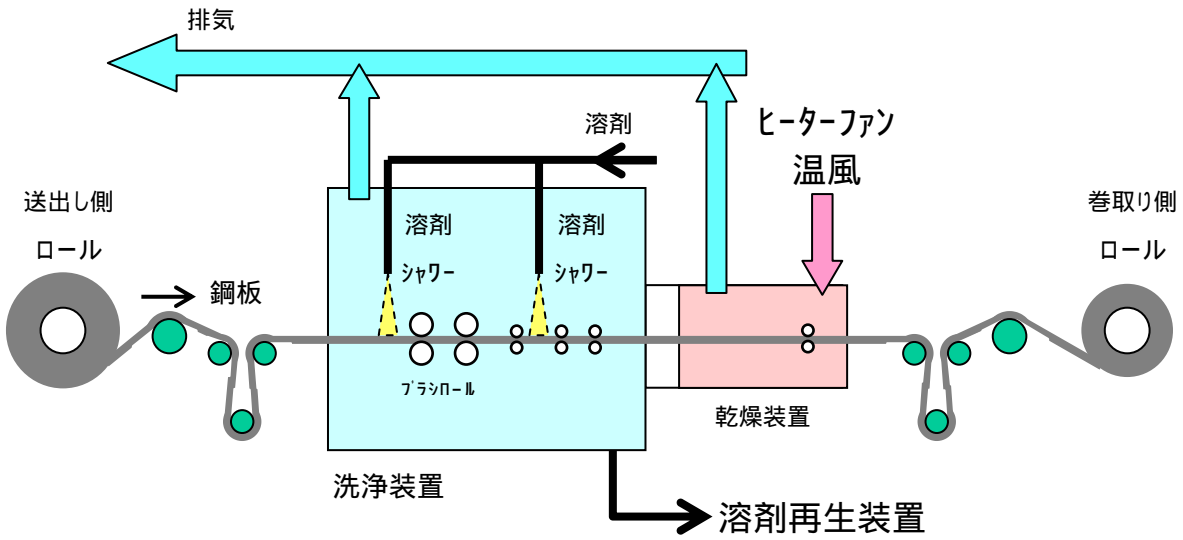 排気
溶剤
ﾋｰﾀｰﾌｧﾝ
温風
送出し側
ロール
巻取り側
ロール
溶剤
ｼｬﾜｰ
溶剤
ｼｬﾜｰ
鋼板
ﾌﾞﾗｼﾛｰﾙ
乾燥装置
洗浄装置
溶剤再生装置